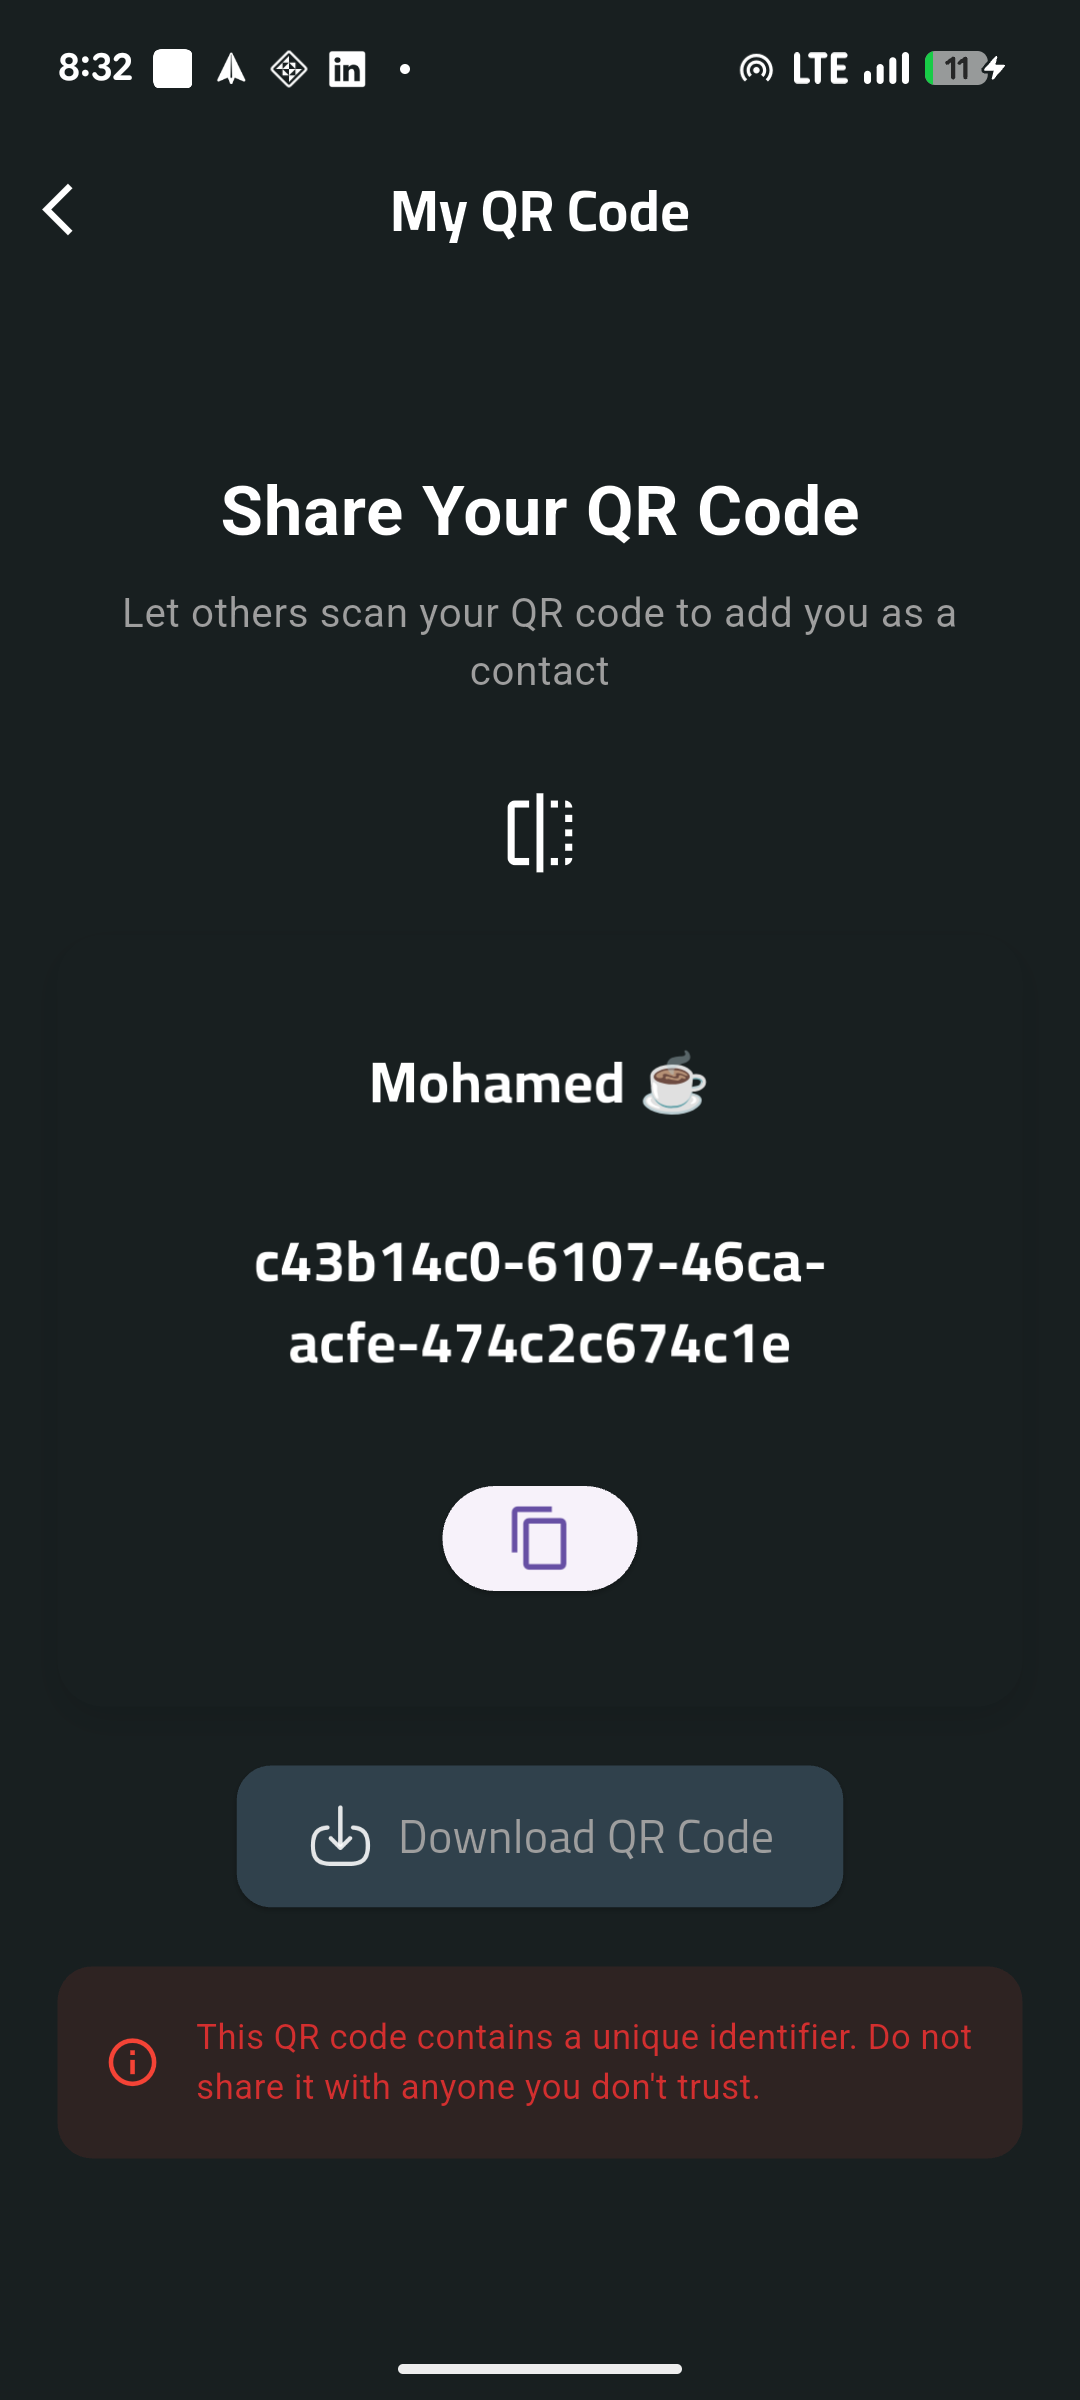 8:32 in LTE 11
My QR Code
Share Your QR Code
Let others scan your QR code to add you as a
contact
Mohamed ☕
c43b14c0-6107-46ca-
acfe-474c2c674c1e
Download QR Code
This QR code contains a unique identifier. Do not
share it with anyone you don't trust.